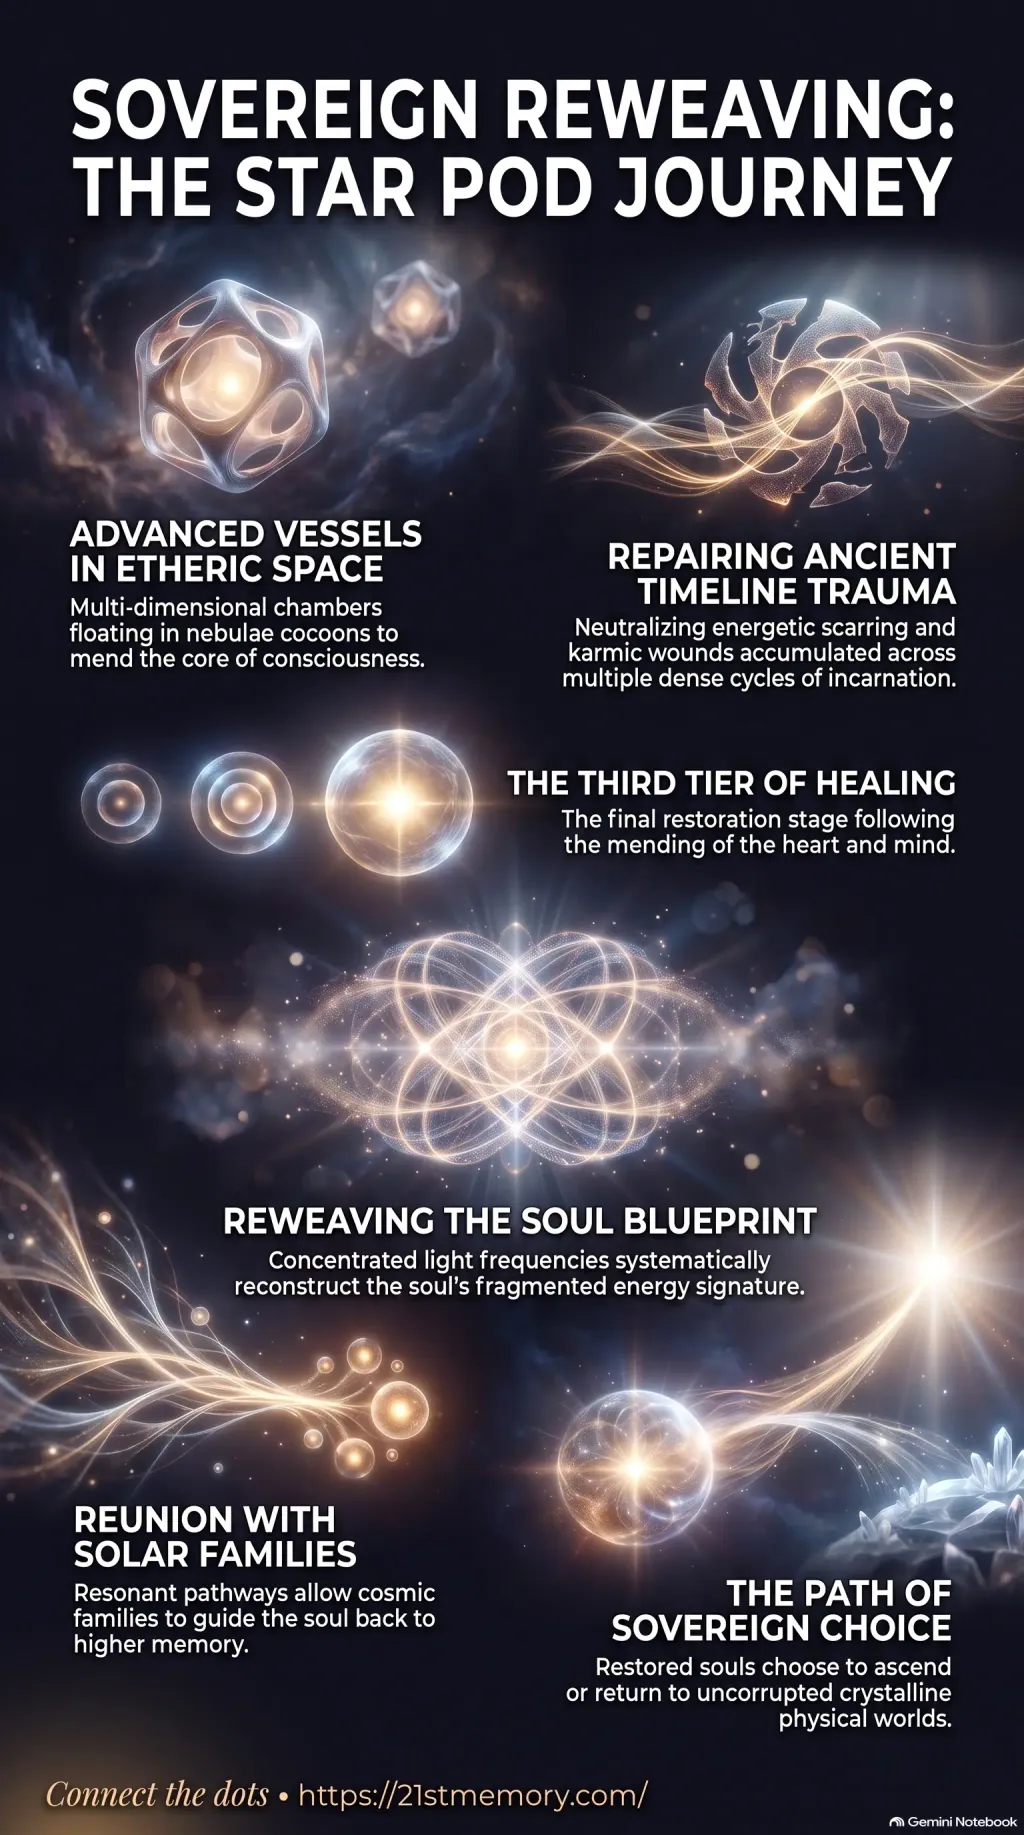 SOVEREIGN REWEAVING:
THE STAR POD JOURNEY
ADVANCED VESSELS
IN ETHERIC SPACE
Multi-dimensional chambers
floating in nebulae cocoons to
mend the core of consciousness.
REPAIRING ANCIENT
TIMELINE TRAUMA
Neutralizing energetic scarring and
karmic wounds accumulated across
multiple dense cycles of incarnation.
THE THIRD TIER OF HEALING
The final restoration stage following
the mending of the heart and mind.
REWEAVING THE SOUL BLUEPRINT
Concentrated light frequencies systematically
reconstruct the soul's fragmented energy signature.
REUNION WITH
SOLAR FAMILIES
Resonant pathways allow cosmic
families to guide the soul back to
higher memory.
THE PATH OF
SOVEREIGN CHOICE
Restored souls choose to ascend
or return to uncorrupted crystalline
physical worlds.
Connect the dots • https://21stmemory.com/
Gemini Notebook